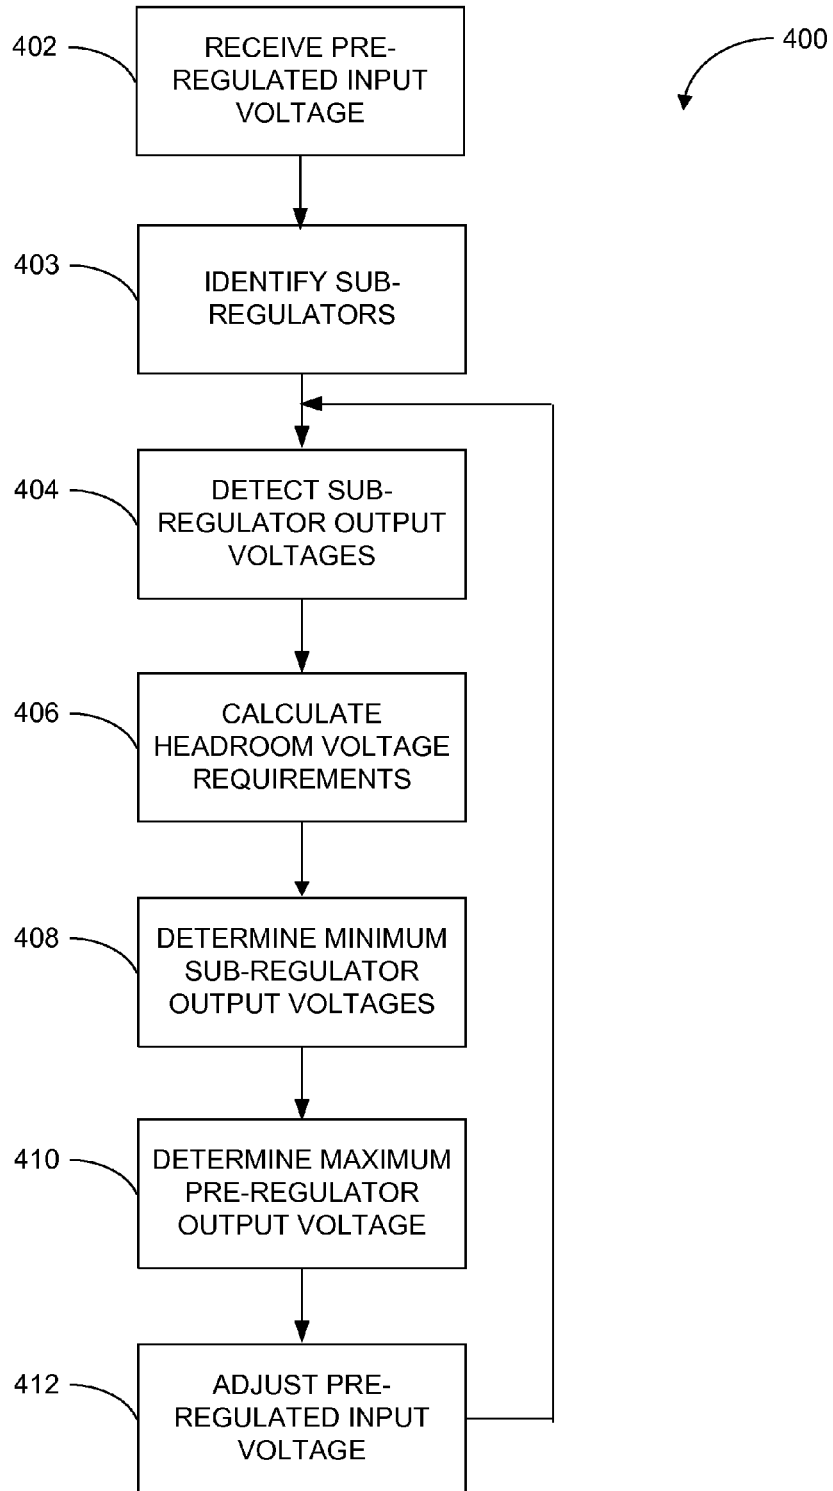 400
402
RECEIVE PRE-
REGULATED INPUT
VOLTAGE
403
IDENTIFY SUB-
REGULATORS
404
DETECT SUB-
REGULATOR OUTPUT
VOLTAGES
406
CALCULATE
HEADROOM VOLTAGE
REQUIREMENTS
408
DETERMINE MINIMUM
SUB-REGULATOR
OUTPUT VOLTAGES
410
DETERMINE MAXIMUM
PRE-REGULATOR
OUTPUT VOLTAGE
412
ADJUST PRE-
REGULATED INPUT
VOLTAGE